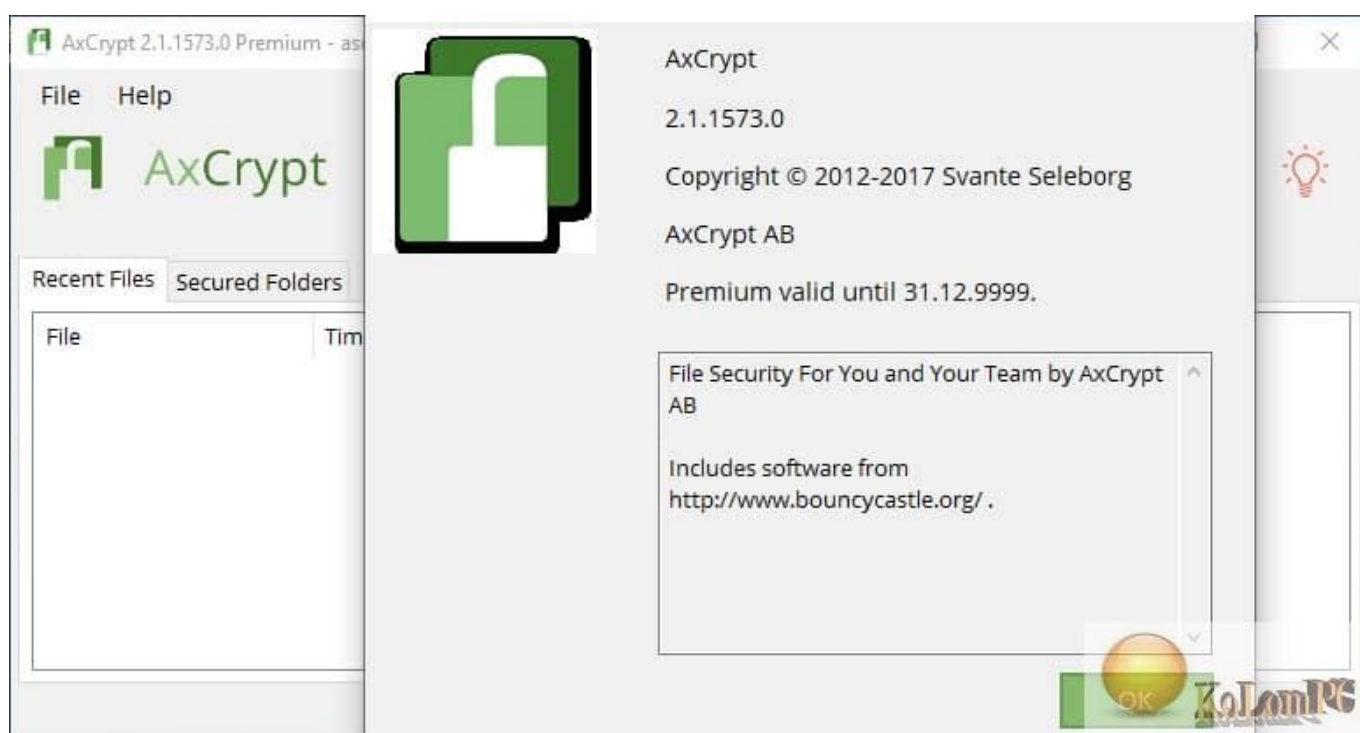 AxCrypt 2.1.1573.0 Premium - as
File Help
AxCrypt
Recent Files Secured Folders
File Tim
AxCrypt
2.1.1573.0
Copyright © 2012-2017 Svante Seleborg
AxCrypt AB
Premium valid until 31.12.9999.
File Security For You and Your Team by AxCrypt
AB
Includes software from
http://www.bouncycastle.org/ .
OK
KoLomPC